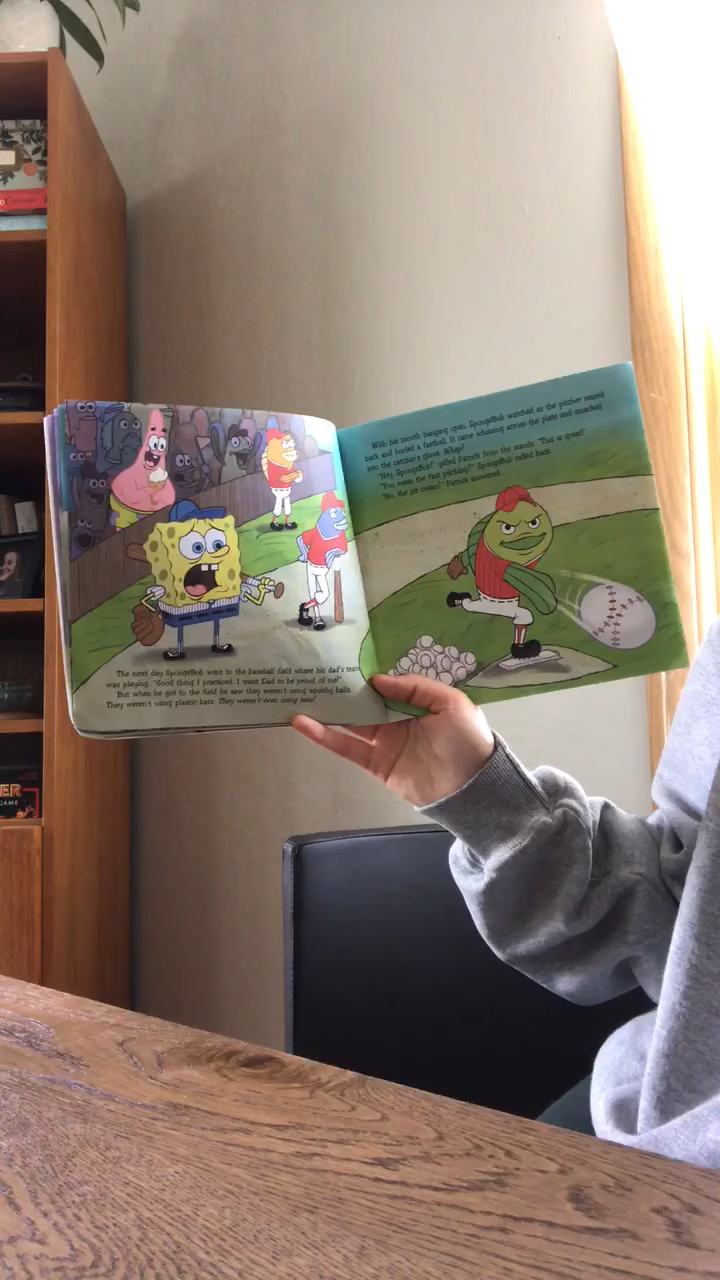 The next day SpongeBob went to the baseball field where his dad's team
was playing. "Good thing I practiced. I want Dad to be proud of me!"
But when he got to the field he saw they weren't using squishy balls.
They weren't using plastic bats. They weren't even using tees!
With his mouth hanging open, SpongeBob watched as the pitcher reared
back and hurled a fastball. It came whizzing across the plate and smacked
into the catcher's glove. Whap!
"Hey, SpongeBob!" yelled Patrick from the stands. "This is great!"
"You mean the fast pitching?" SpongeBob called back.
"No, the ice cream!" Patrick answered.
ER
GAME